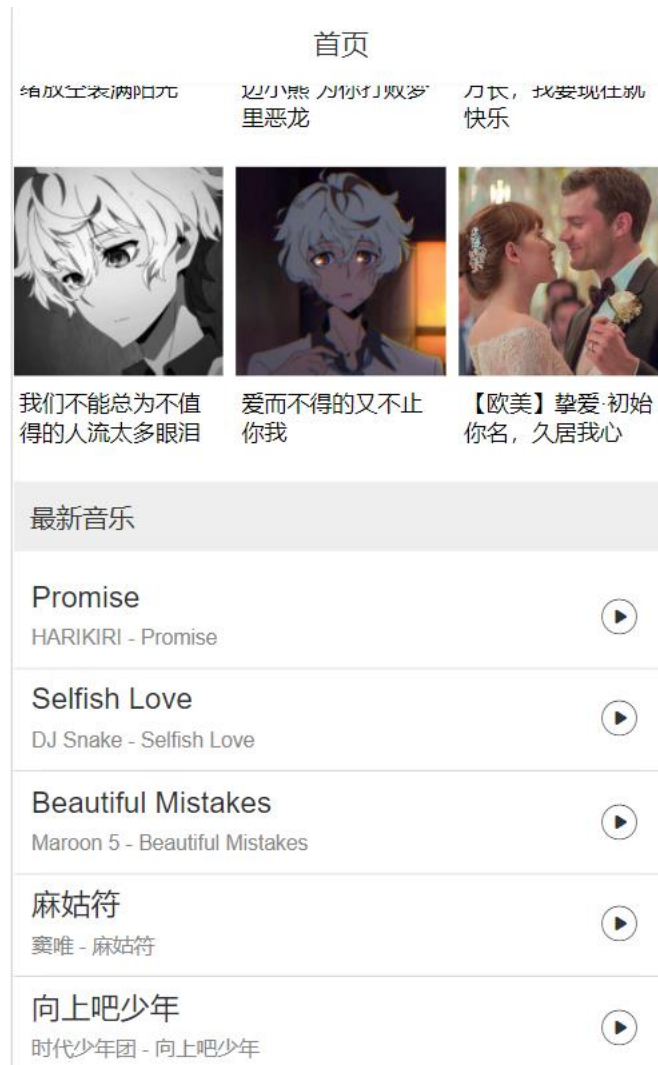 首页
里恶龙
快乐
我们不能总为不值
得的人流太多眼泪
爱而不得的又不止
你我
【欧美】挚爱·初始
你名，久居我心
最新音乐
Promise
HARIKIRI - Promise
Selfish Love
DJ Snake - Selfish Love
Beautiful Mistakes
Maroon 5 - Beautiful Mistakes
麻姑符
窦唯 - 麻姑符
向上吧少年
时代少年团 - 向上吧少年